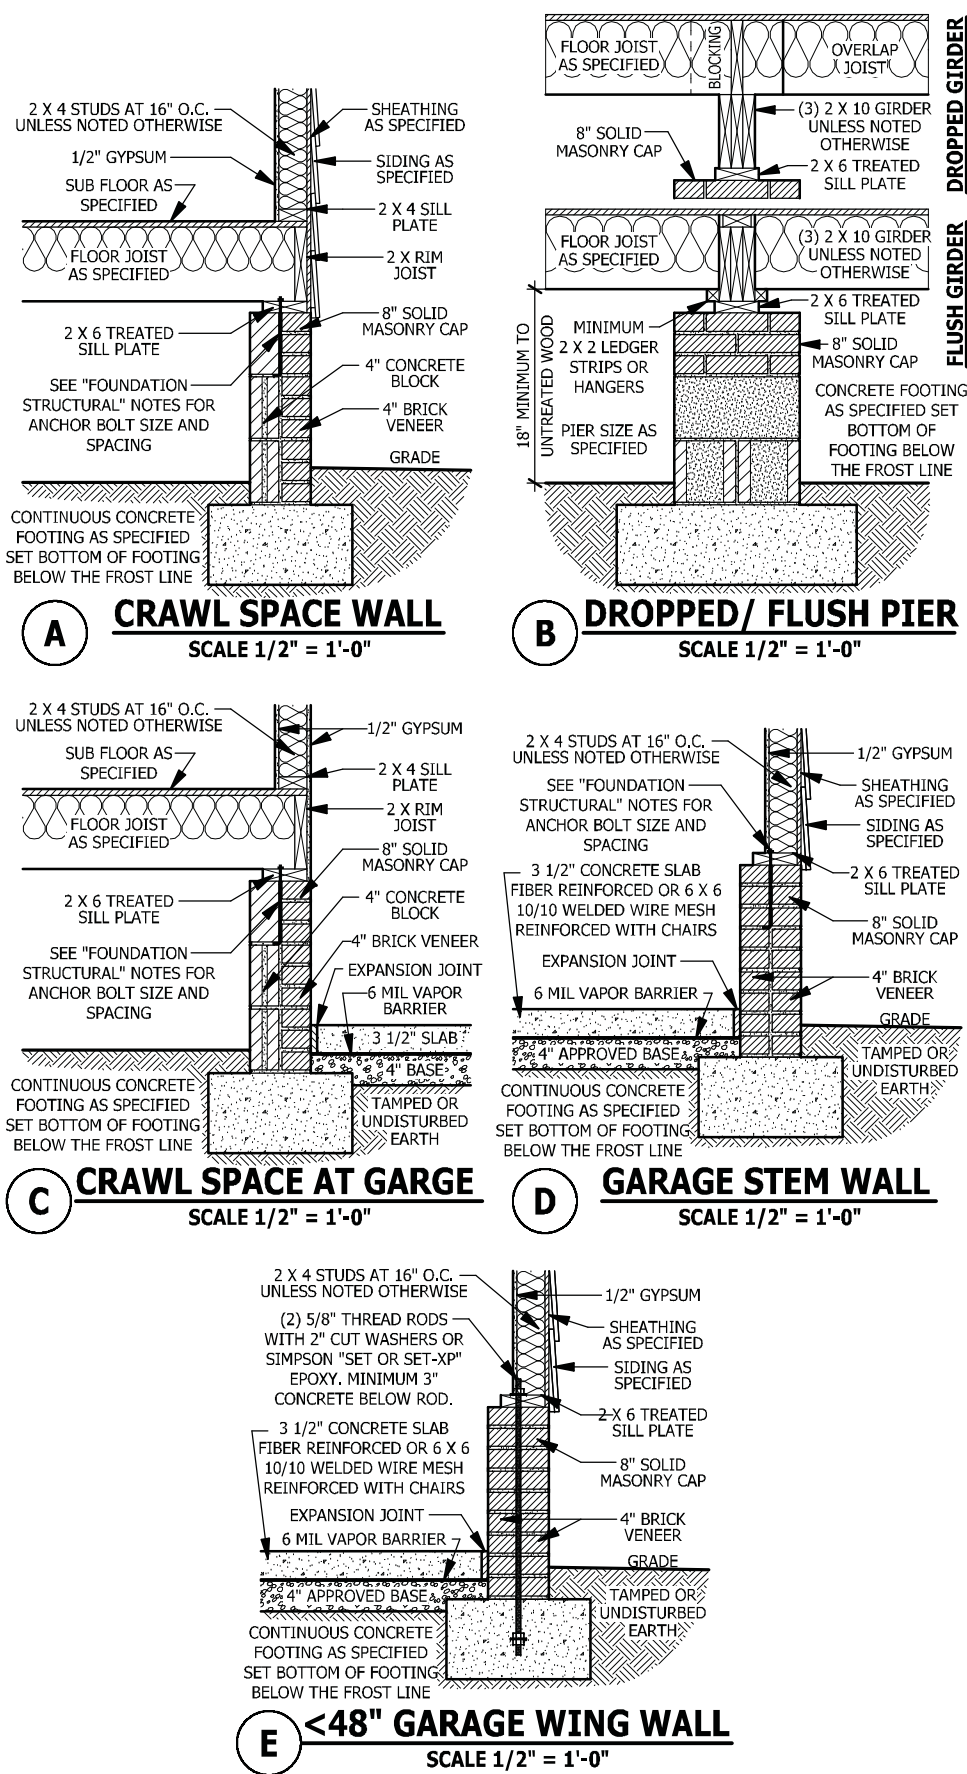 2 X 4 STUDS AT 16" O.C.
UNLESS NOTED OTHERWISE
1/2" GYPSUM
SUB FLOOR AS
SPECIFIED
FLOOR JOIST
AS SPECIFIED
2 X 6 TREATED
SILL PLATE
SEE "FOUNDATION
STRUCTURAL" NOTES FOR
ANCHOR BOLT SIZE AND
SPACING
CONTINUOUS CONCRETE
FOOTING AS SPECIFIED
SET BOTTOM OF FOOTING
BELOW THE FROST LINE
SHEATHING
AS SPECIFIED
SIDING AS
SPECIFIED
2 X 4 SILL
PLATE
2 X RIM
JOIST
8" SOLID
MASONRY CAP
4" CONCRETE
BLOCK
4" BRICK
VENEER
GRADE
A
CRAWL SPACE WALL
SCALE 1/2" = 1'-0"
FLOOR JOIST
AS SPECIFIED
BLOCKING
OVERLAP
JOIST
8" SOLID
MASONRY CAP
(3) 2 X 10 GIRDER
UNLESS NOTED
OTHERWISE
2 X 6 TREATED
SILL PLATE
DROPPED GIRDER
FLOOR JOIST
AS SPECIFIED
(3) 2 X 10 GIRDER
UNLESS NOTED
OTHERWISE
2 X 6 TREATED
SILL PLATE
FLUSH GIRDER
18" MINIMUM TO
UNTREATED WOOD
MINIMUM
2 X 2 LEDGER
STRIPS OR
HANGERS
PIER SIZE AS
SPECIFIED
8" SOLID
MASONRY CAP
CONCRETE FOOTING
AS SPECIFIED SET
BOTTOM OF
FOOTING BELOW
THE FROST LINE
B
DROPPED/ FLUSH PIER
SCALE 1/2" = 1'-0"
2 X 4 STUDS AT 16" O.C.
UNLESS NOTED OTHERWISE
SUB FLOOR AS
SPECIFIED
FLOOR JOIST
AS SPECIFIED
2 X 6 TREATED
SILL PLATE
SEE "FOUNDATION
STRUCTURAL" NOTES FOR
ANCHOR BOLT SIZE AND
SPACING
CONTINUOUS CONCRETE
FOOTING AS SPECIFIED
SET BOTTOM OF FOOTING
BELOW THE FROST LINE
1/2" GYPSUM
2 X 4 SILL
PLATE
2 X RIM
JOIST
8" SOLID
MASONRY CAP
4" CONCRETE
BLOCK
4" BRICK VENEER
EXPANSION JOINT
6 MIL VAPOR
BARRIER
3 1/2" SLAB
4" BASE
TAMPED OR
UNDISTURBED
EARTH
C
CRAWL SPACE AT GARGE
SCALE 1/2" = 1'-0"
2 X 4 STUDS AT 16" O.C.
UNLESS NOTED OTHERWISE
SEE "FOUNDATION
STRUCTURAL" NOTES FOR
ANCHOR BOLT SIZE AND
SPACING
3 1/2" CONCRETE SLAB
FIBER REINFORCED OR 6 X 6
10/10 WELDED WIRE MESH
REINFORCED WITH CHAIRS
EXPANSION JOINT
6 MIL VAPOR BARRIER
4" APPROVED BASE
CONTINUOUS CONCRETE
FOOTING AS SPECIFIED
SET BOTTOM OF FOOTING
BELOW THE FROST LINE
1/2" GYPSUM
SHEATHING
AS SPECIFIED
SIDING AS
SPECIFIED
2 X 6 TREATED
SILL PLATE
8" SOLID
MASONRY CAP
4" BRICK
VENEER
GRADE
TAMPED OR
UNDISTURBED
EARTH
D
GARAGE STEM WALL
SCALE 1/2" = 1'-0"
2 X 4 STUDS AT 16" O.C.
UNLESS NOTED OTHERWISE
(2) 5/8" THREAD RODS
WITH 2" CUT WASHERS OR
SIMPSON "SET OR SET-XP"
EPOXY. MINIMUM 3"
CONCRETE BELOW ROD.
3 1/2" CONCRETE SLAB
FIBER REINFORCED OR 6 X 6
10/10 WELDED WIRE MESH
REINFORCED WITH CHAIRS
EXPANSION JOINT
6 MIL VAPOR BARRIER
4" APPROVED BASE
CONTINUOUS CONCRETE
FOOTING AS SPECIFIED
SET BOTTOM OF FOOTING
BELOW THE FROST LINE
1/2" GYPSUM
SHEATHING
AS SPECIFIED
SIDING AS
SPECIFIED
2 X 6 TREATED
SILL PLATE
8" SOLID
MASONRY CAP
4" BRICK
VENEER
GRADE
TAMPED OR
UNDISTURBED
EARTH
E
<48" GARAGE WING WALL
SCALE 1/2" = 1'-0"